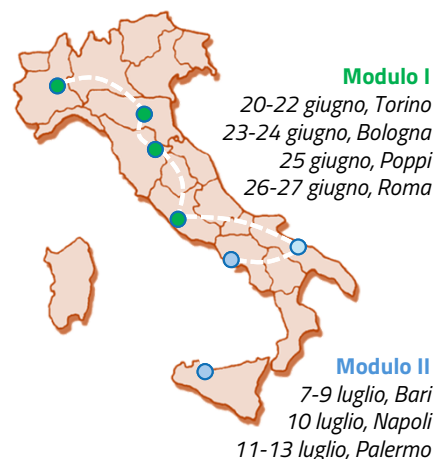 Modulo I
20-22 giugno, Torino
23-24 giugno, Bologna
25 giugno, Poppi
26-27 giugno, Roma
Modulo II
7-9 luglio, Bari
10 luglio, Napoli
11-13 luglio, Palermo